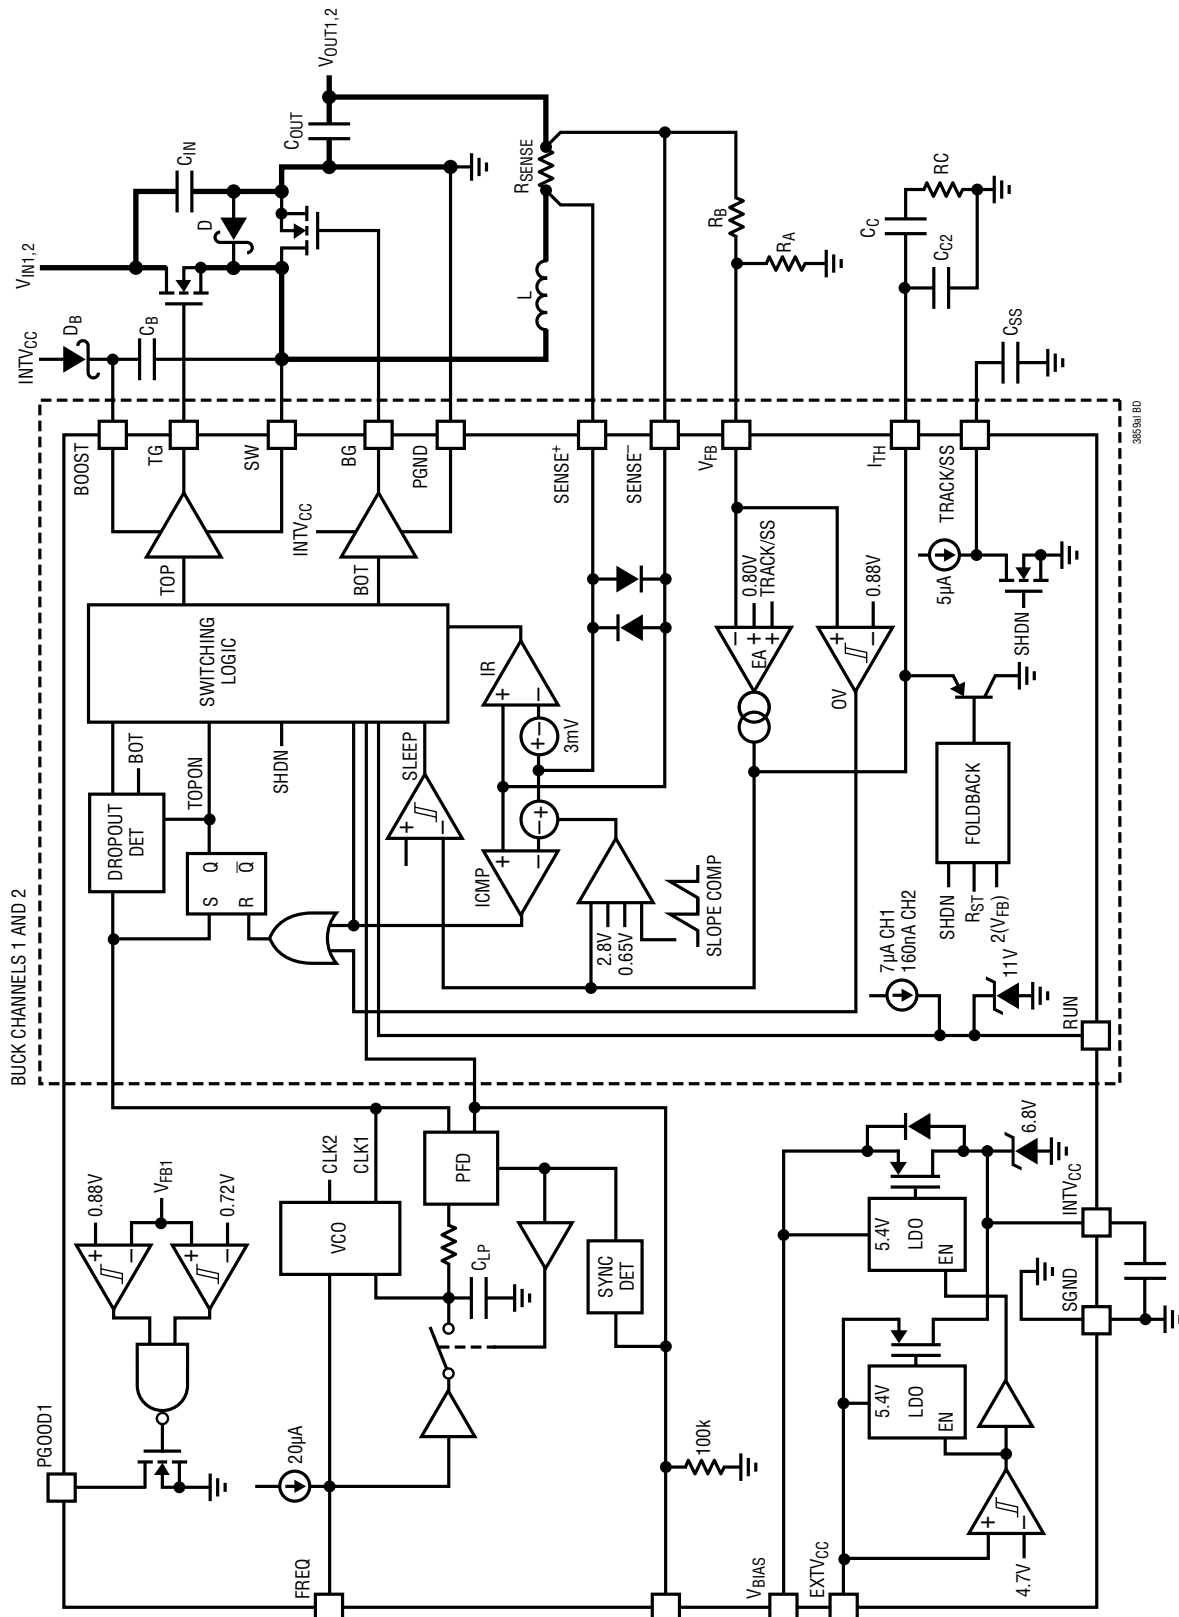 BUCK CHANNELS 1 AND 2
PGOOD1
0.88V
VFB1
0.72V
FREQ
20µA
VCO
CLK2
CLK1
PFD
CLP
SYNC
DET
100k
VBIAS
EXTVCC
4.7V
5.4V
LDO
EN
5.4V
LDO
EN
6.8V
SGND
INTVCC
RUN
DROPOUT
DET
BOT
TOPON
S Q
R Q̅
SHDN
SWITCHING
LOGIC
TOP
BOT
INTVCC
SLEEP
ICMP
+
–
IR
+
–
3mV
2.8V
0.65V
SLOPE COMP
EA
–
+
+
0.80V
TRACK/SS
OV
+
–
0.88V
7µA CH1
160nA CH2
11V
SHDN
RST
2(VFB)
FOLDBACK
5µA
SHDN
BOOST
TG
SW
BG
PGND
SENSE+
SENSE–
VFB
ITH
TRACK/SS
INTVCC
DB
CB
VIN1,2
CIN
D
COUT
VOUT1,2
RSENSE
L
RB
RA
CC
RC
CC2
CSS
3859al BD